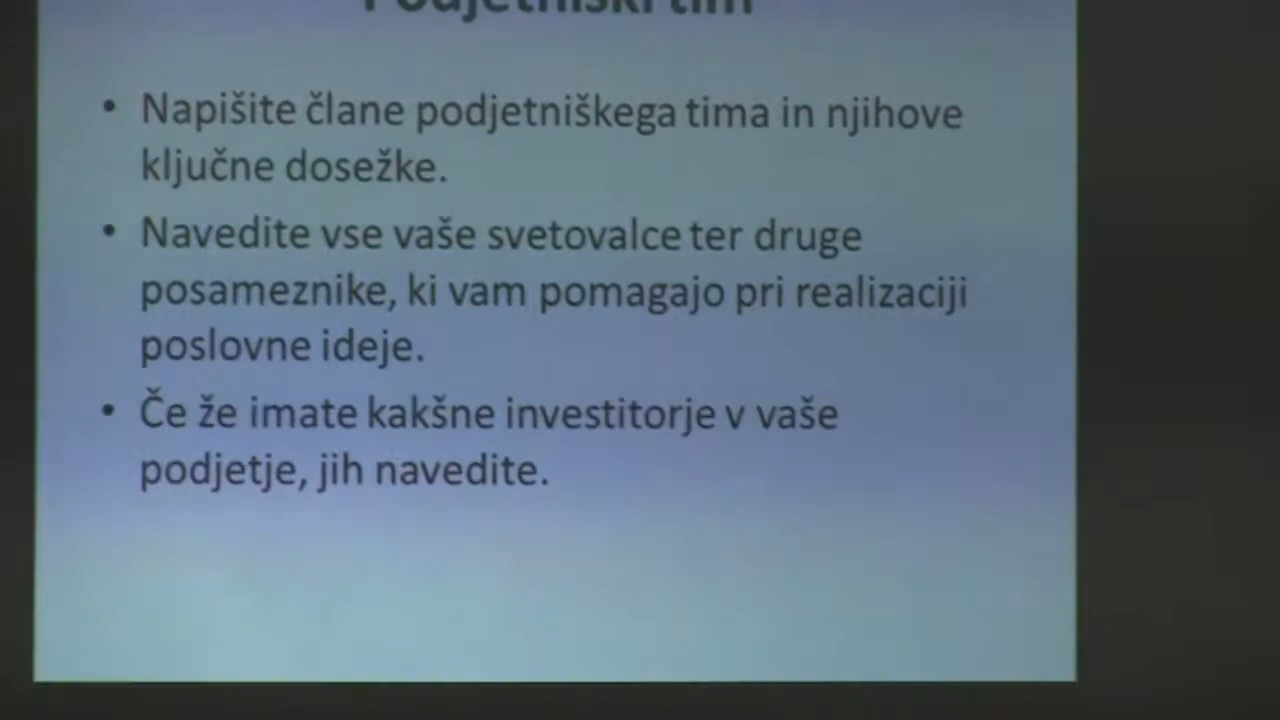 Podjetniški tim
• Napišite člane podjetniškega tima in njihove
ključne dosežke.
• Navedite vse vaše svetovalce ter druge
posameznike, ki vam pomagajo pri realizaciji
poslovne ideje.
• Če že imate kakšne investitorje v vaše
podjetje, jih navedite.